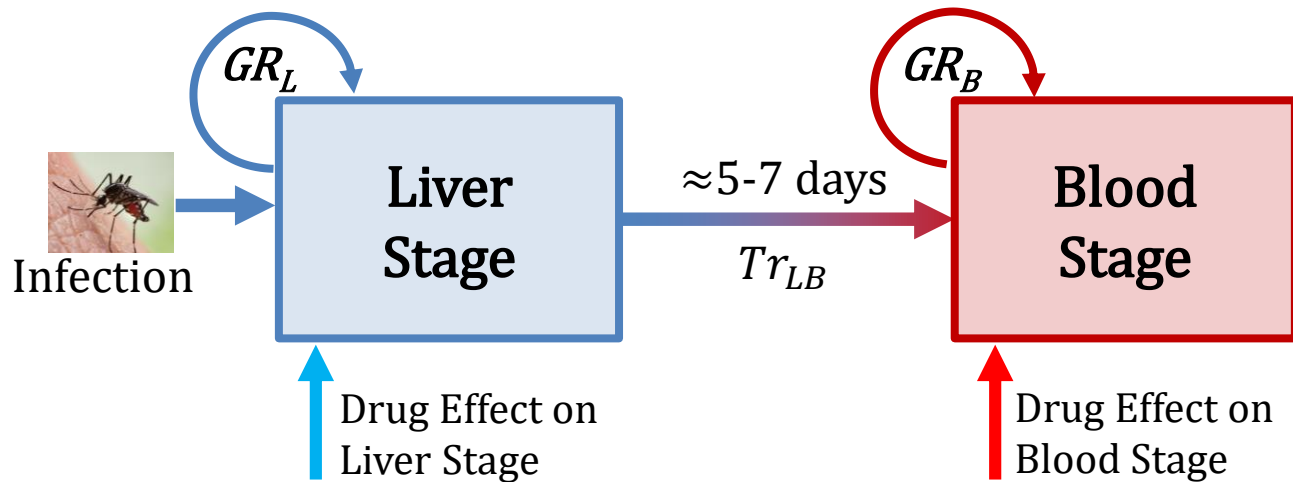 GR_L
GR_B
Liver
Stage
≈5-7 days
Tr_LB
Blood
Stage
Infection
Drug Effect on
Liver Stage
Drug Effect on
Blood Stage